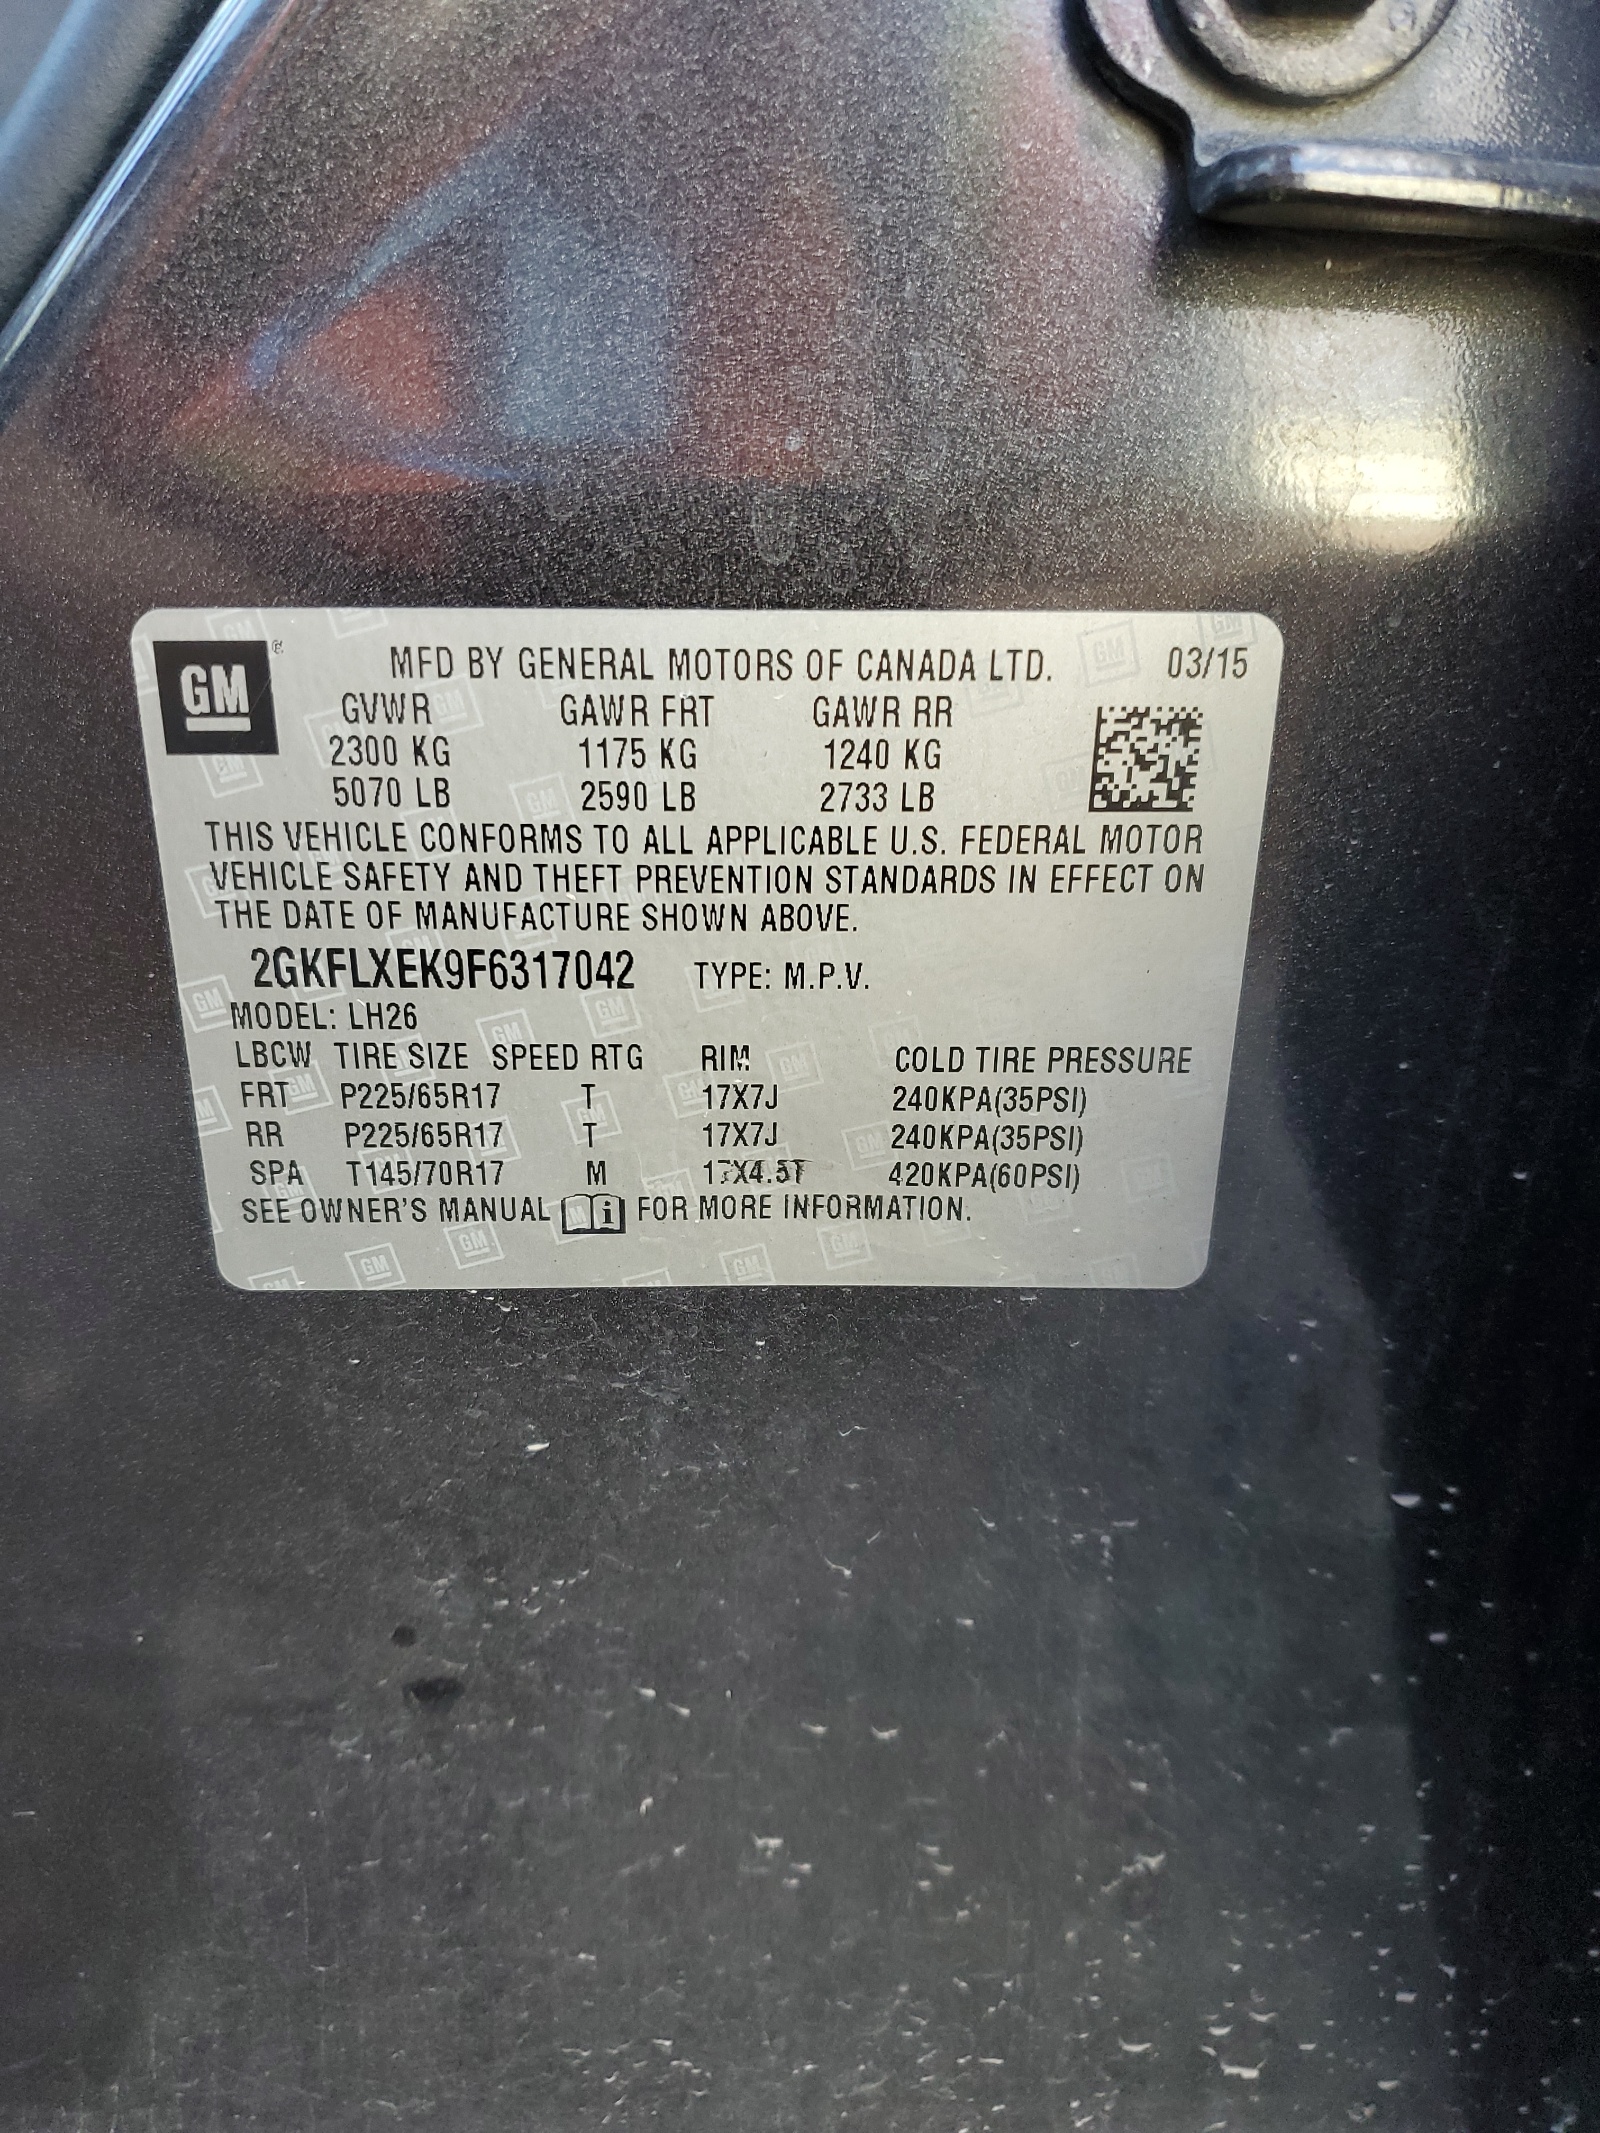 GM MFD BY GENERAL MOTORS OF CANADA LTD. 03/15
GVWR GAWR FRT GAWR RR
2300 KG 1175 KG 1240 KG
5070 LB 2590 LB 2733 LB
THIS VEHICLE CONFORMS TO ALL APPLICABLE U.S. FEDERAL MOTOR
VEHICLE SAFETY AND THEFT PREVENTION STANDARDS IN EFFECT ON
THE DATE OF MANUFACTURE SHOWN ABOVE.
2GKFLXEK9F6317042 TYPE: M.P.V.
MODEL: LH26
LBCW TIRE SIZE SPEED RTG RIM COLD TIRE PRESSURE
FRT P225/65R17 T 17X7J 240KPA(35PSI)
RR P225/65R17 T 17X7J 240KPA(35PSI)
SPA T145/70R17 M 17X4.5T 420KPA(60PSI)
SEE OWNER'S MANUAL i FOR MORE INFORMATION.